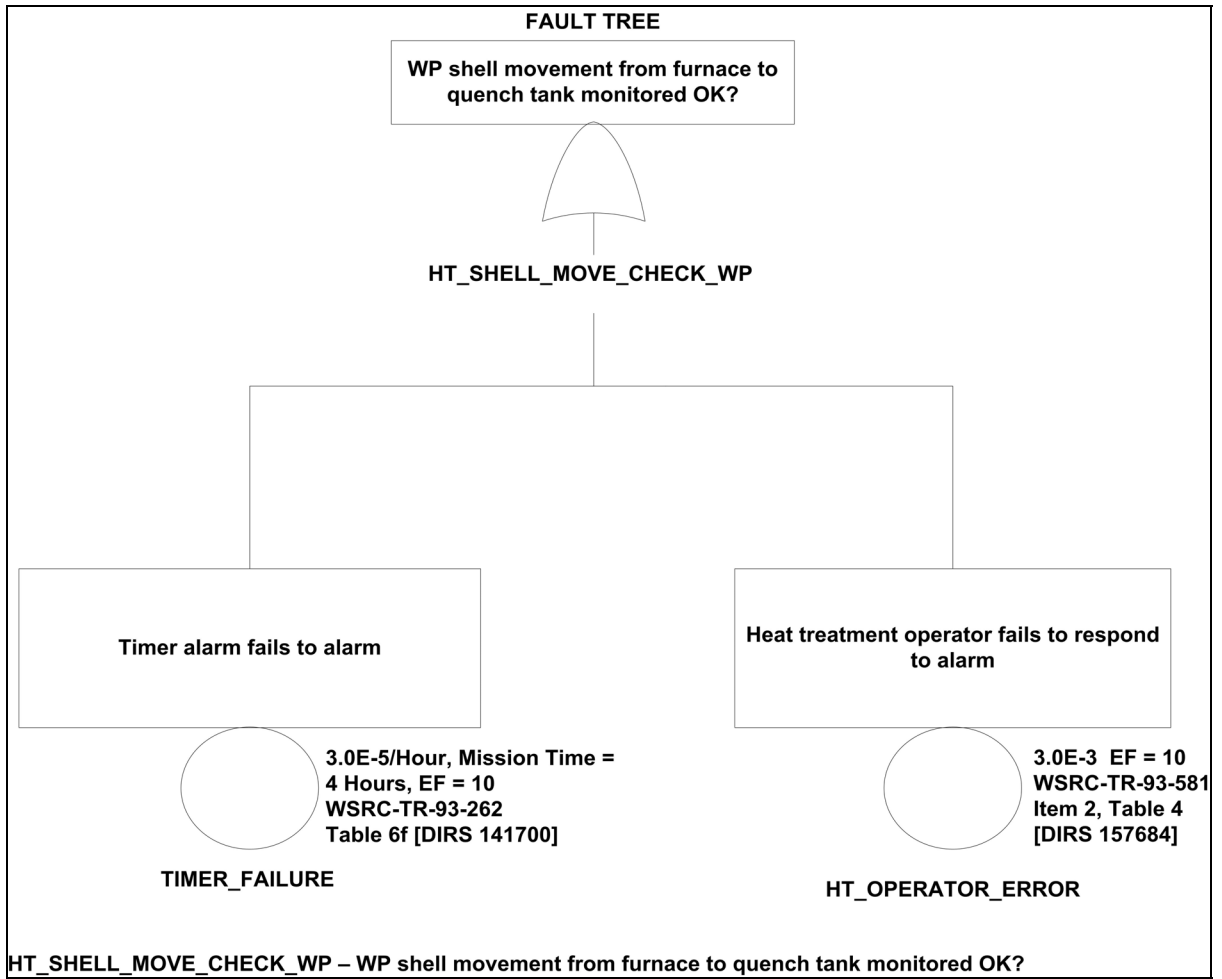 FAULT TREE
WP shell movement from furnace to
quench tank monitored OK?
HT_SHELL_MOVE_CHECK_WP
Timer alarm fails to alarm
Heat treatment operator fails to respond
to alarm
3.0E-5/Hour, Mission Time =
4 Hours, EF = 10
WSRC-TR-93-262
Table 6f [DIRS 141700]
3.0E-3 EF = 10
WSRC-TR-93-581
Item 2, Table 4
[DIRS 157684]
TIMER_FAILURE
HT_OPERATOR_ERROR
HT_SHELL_MOVE_CHECK_WP – WP shell movement from furnace to quench tank monitored OK?